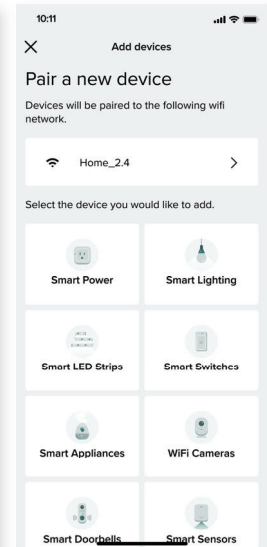 10:11
Add devices
Pair a new device
Devices will be paired to the following wifi
network.
Home_2.4
Select the device you would like to add.
Smart Power
Smart Lighting
Smart LED Strips
Smart Switches
Smart Appliances
WiFi Cameras
Smart Doorbells
Smart Sensors